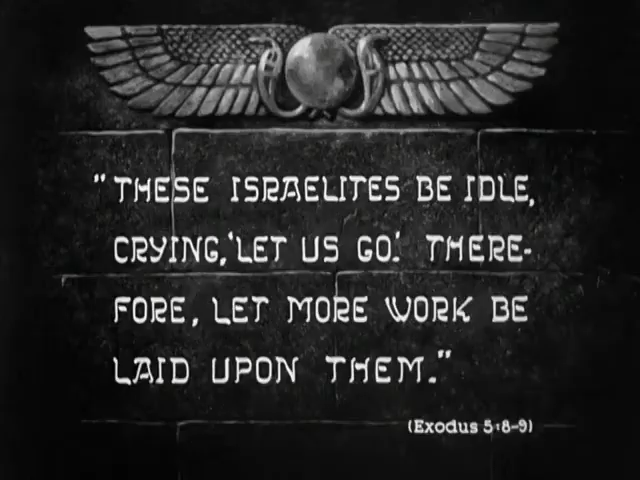 "THESE ISRAELITES BE IDLE,
CRYING, 'LET US GO.' THERE-
FORE, LET MORE WORK BE
LAID UPON THEM."
(Exodus 5:8-9)